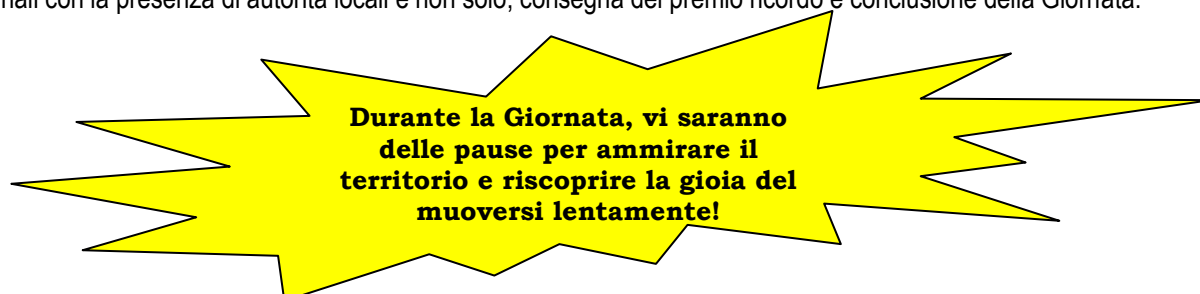 con la presenza di autorità locali e non solo, consegna del premio ricordo e conclusione della Giornata.
Durante la Giornata, vi saranno
delle pause per ammirare il
territorio e riscoprire la gioia del
muoversi lentamente!